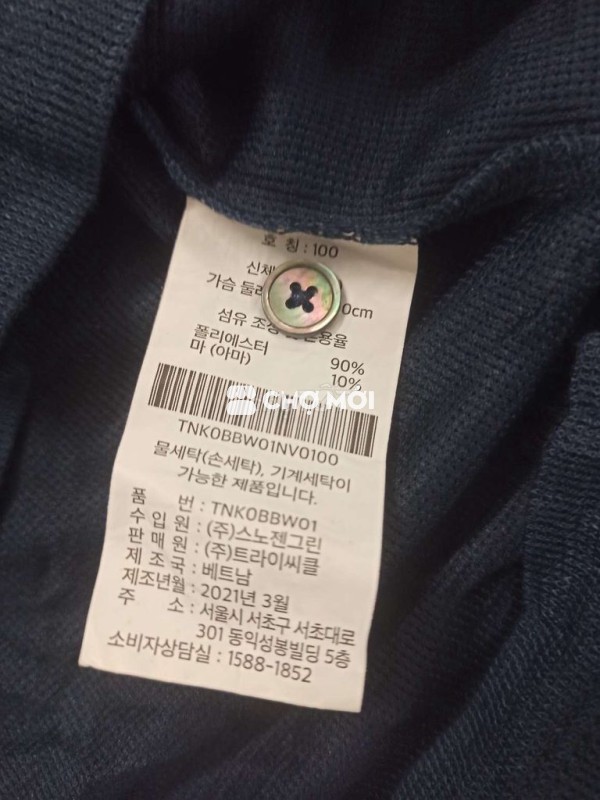 호 칭 : 100
신체
가슴 둘레 0cm
섬유 조성 혼용율
폴리에스터 90%
마 (아마) 10%
CHỢ MỚI
TNK0BBW01NV0100
물세탁(손세탁), 기계세탁이
가능한 제품입니다.
품 번 : TNK0BBW01
수 입 원 : (주)스노젠그린
판 매 원 : (주)트라이씨클
제 조 국 : 베트남
제조년월 : 2021년 3월
주 소 : 서울시 서초구 서초대로
301 동익성봉빌딩 5층
소비자상담실 : 1588-1852